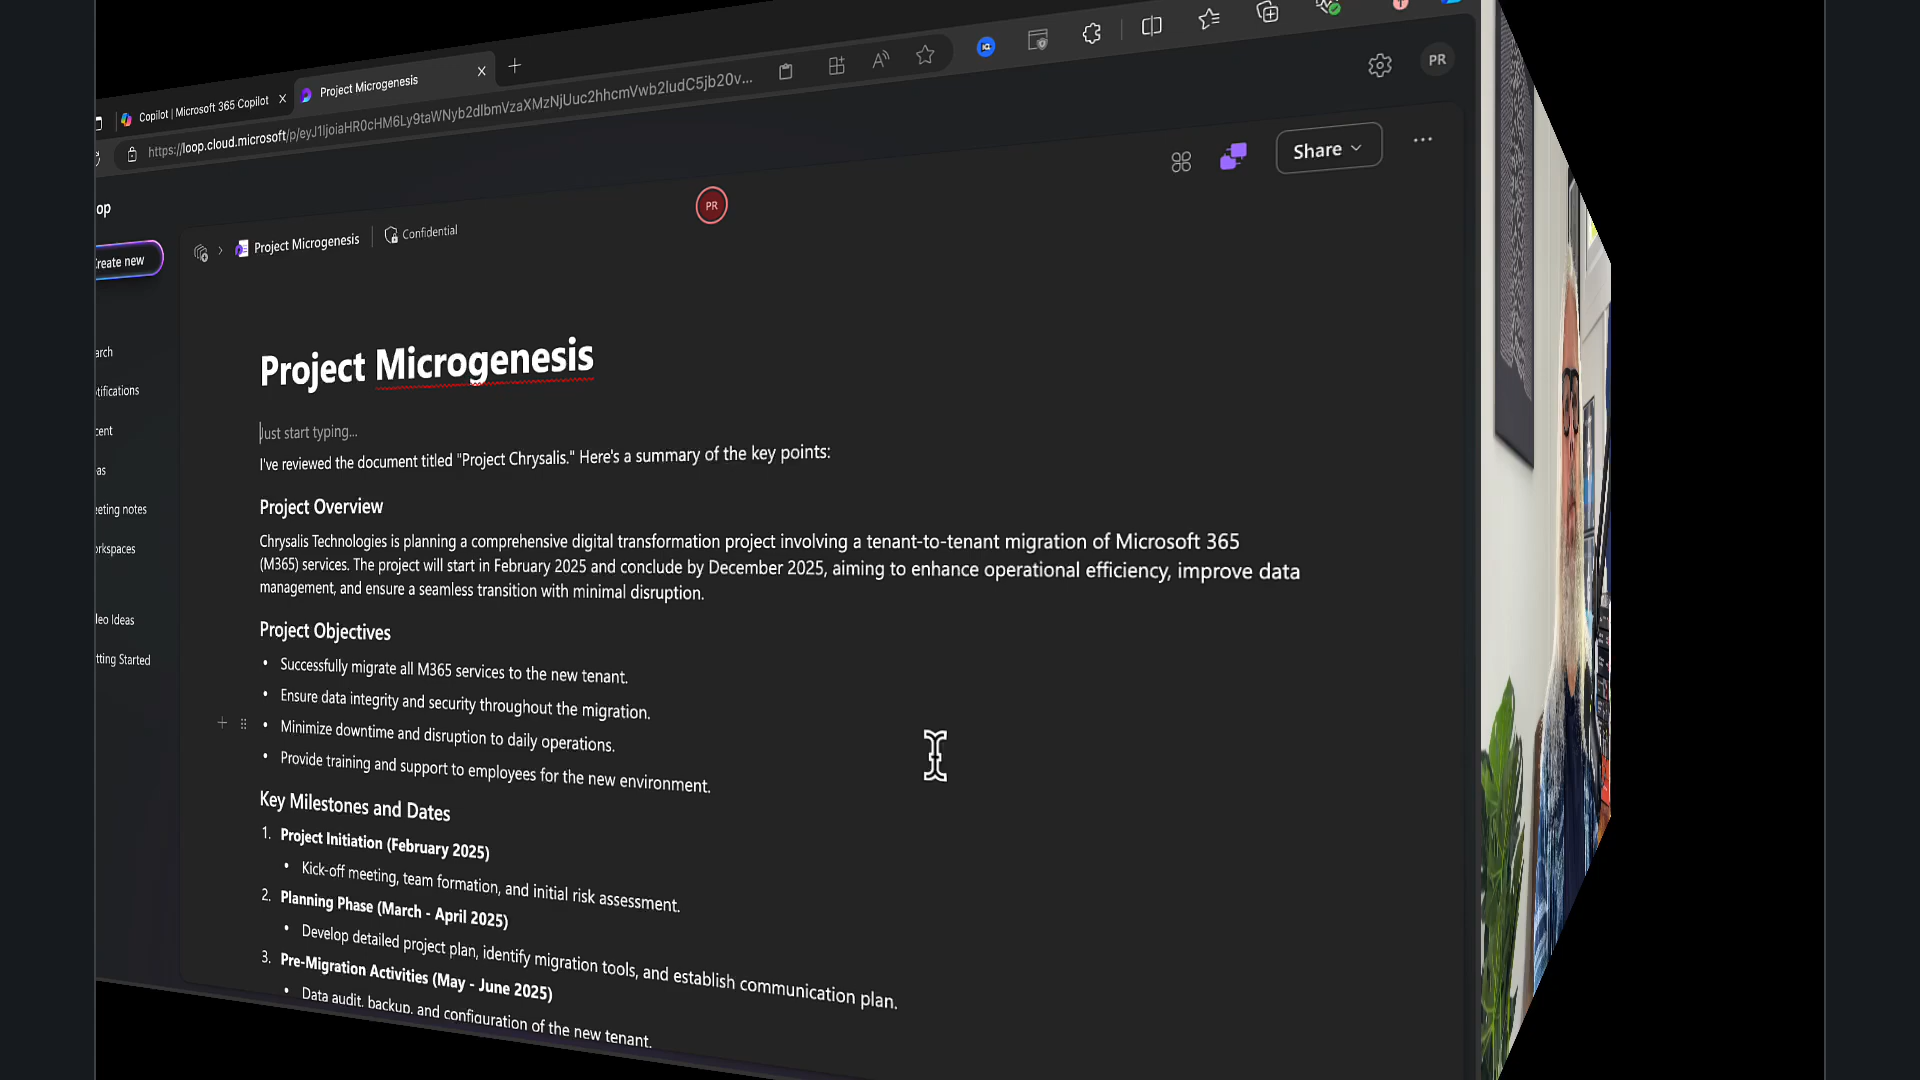 Copilot | Microsoft 365 Copilot
Project Microgenesis
https://loop.cloud.microsoft/p/eyJ1IjoiaHR0cHM6Ly9taWNyb2dlbmVzaXMzNjUuc2hhcmVwb2ludC5jb20v...
PR
op
Share
PR
Create new
Project Microgenesis
Confidential
arch
tifications
cent
as
eting notes
rkspaces
leo Ideas
tting Started
Project Microgenesis
Just start typing...
I've reviewed the document titled "Project Chrysalis." Here's a summary of the key points:
Project Overview
Chrysalis Technologies is planning a comprehensive digital transformation project involving a tenant-to-tenant migration of Microsoft 365
(M365) services. The project will start in February 2025 and conclude by December 2025, aiming to enhance operational efficiency, improve data
management, and ensure a seamless transition with minimal disruption.
Project Objectives
• Successfully migrate all M365 services to the new tenant.
• Ensure data integrity and security throughout the migration.
• Minimize downtime and disruption to daily operations.
• Provide training and support to employees for the new environment.
Key Milestones and Dates
1. Project Initiation (February 2025)
• Kick-off meeting, team formation, and initial risk assessment.
2. Planning Phase (March - April 2025)
• Develop detailed project plan, identify migration tools, and establish communication plan.
3. Pre-Migration Activities (May - June 2025)
• Data audit, backup, and configuration of the new tenant.